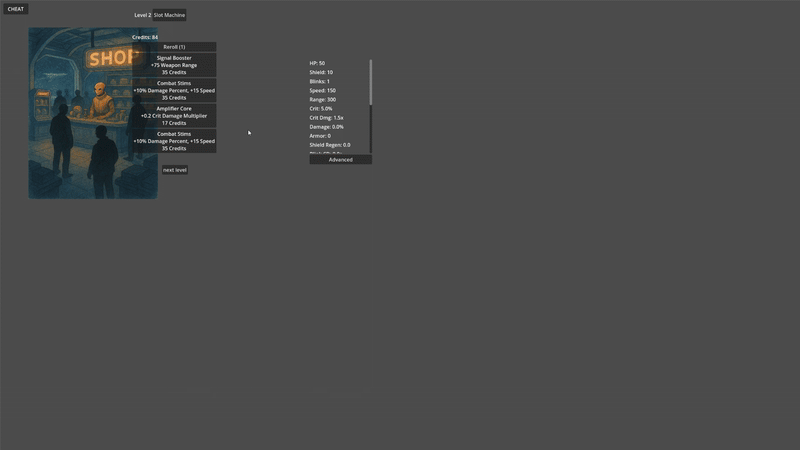 CHEAT
Level 2 Slot Machine
Credits: 84
SHOP
Reroll (1)
Signal Booster
+75 Weapon Range
35 Credits
Combat Stims
+10% Damage Percent, +15 Speed
35 Credits
Amplifier Core
+0.2 Crit Damage Multiplier
17 Credits
Combat Stims
+10% Damage Percent, +15 Speed
35 Credits
next level
HP: 50
Shield: 10
Blinks: 1
Speed: 150
Range: 300
Crit: 5.0%
Crit Dmg: 1.5x
Damage: 0.0%
Armor: 0
Shield Regen: 0.0
Advanced